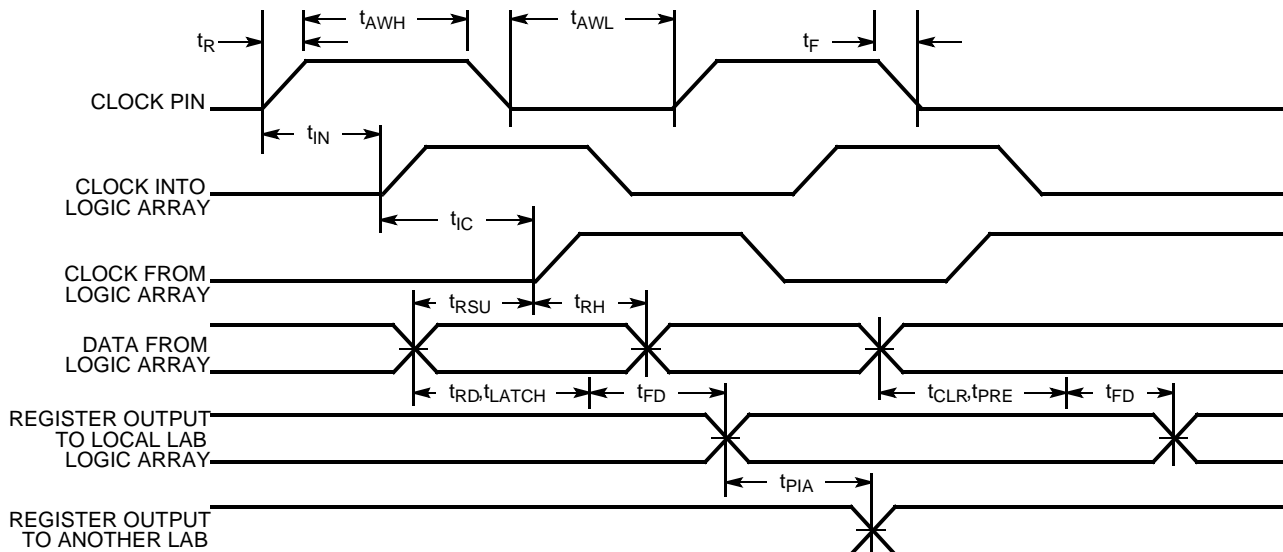 tAWH
tAWL
tR
tF
CLOCK PIN
tIN
CLOCK INTO
LOGIC ARRAY
tIC
CLOCK FROM
LOGIC ARRAY
tRSU
tRH
DATA FROM
LOGIC ARRAY
tRD,tLATCH
tFD
tCLR,tPRE
tFD
REGISTER OUTPUT
TO LOCAL LAB
LOGIC ARRAY
tPIA
REGISTER OUTPUT
TO ANOTHER LAB